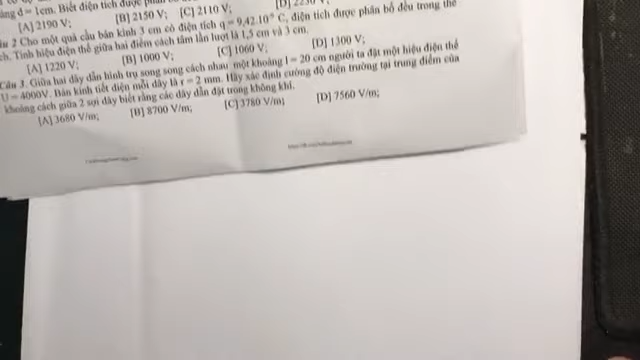 ảng d = 1cm. Biết điện tích được phân
[A] 2190 V; [B] 2150 V; [C] 2110 V; [D] 2230 V;
âu 2 Cho một quả cầu bán kính 3 cm có điện tích q = 9,42.10⁻⁸ C, điện tích được phân bố đều trong thể
ch. Tính hiệu điện thế giữa hai điểm cách tâm lần lượt là 1,5 cm và 3 cm.
[A] 1220 V; [B] 1000 V; [C] 1060 V; [D] 1300 V;
Câu 3. Giữa hai dây dẫn hình trụ song song cách nhau một khoảng l = 20 cm người ta đặt một hiệu điện thế
U = 4000V. Bán kính tiết diện mỗi dây là r = 2 mm. Hãy xác định cường độ điện trường tại trung điểm của
khoảng cách giữa 2 sợi dây biết rằng các dây dẫn đặt trong không khí.
[A] 3680 V/m; [B] 8700 V/m; [C] 3780 V/m; [D] 7560 V/m;